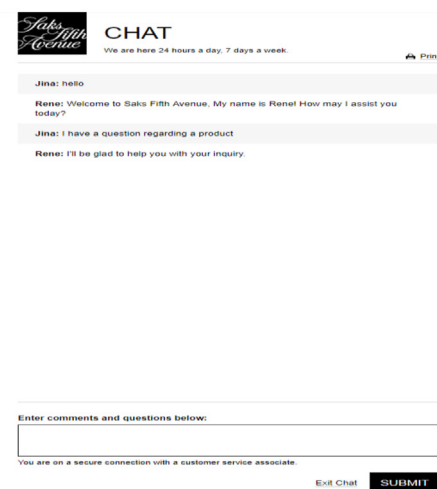 Saks
Fifth
Avenue
CHAT
We are here 24 hours a day, 7 days a week.
Print
Jina: hello
Rene: Welcome to Saks Fifth Avenue, My name is Rene! How may I assist you
today?
Jina: I have a question regarding a product
Rene: I'll be glad to help you with your inquiry.
Enter comments and questions below:
You are on a secure connection with a customer service associate.
Exit Chat
SUBMIT